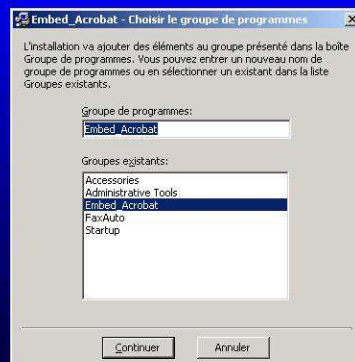 Embed_Acrobat - Choisir le groupe de programmes
L'installation va ajouter des éléments au groupe présenté dans la boîte
Groupe de programmes. Vous pouvez entrer un nouveau nom de
groupe de programmes ou en sélectionner un existant dans la liste
Groupes existants.
Groupe de programmes:
Embed_Acrobat
Groupes existants:
Accessories
Administrative Tools
Embed_Acrobat
FaxAuto
Startup
Continuer
Annuler